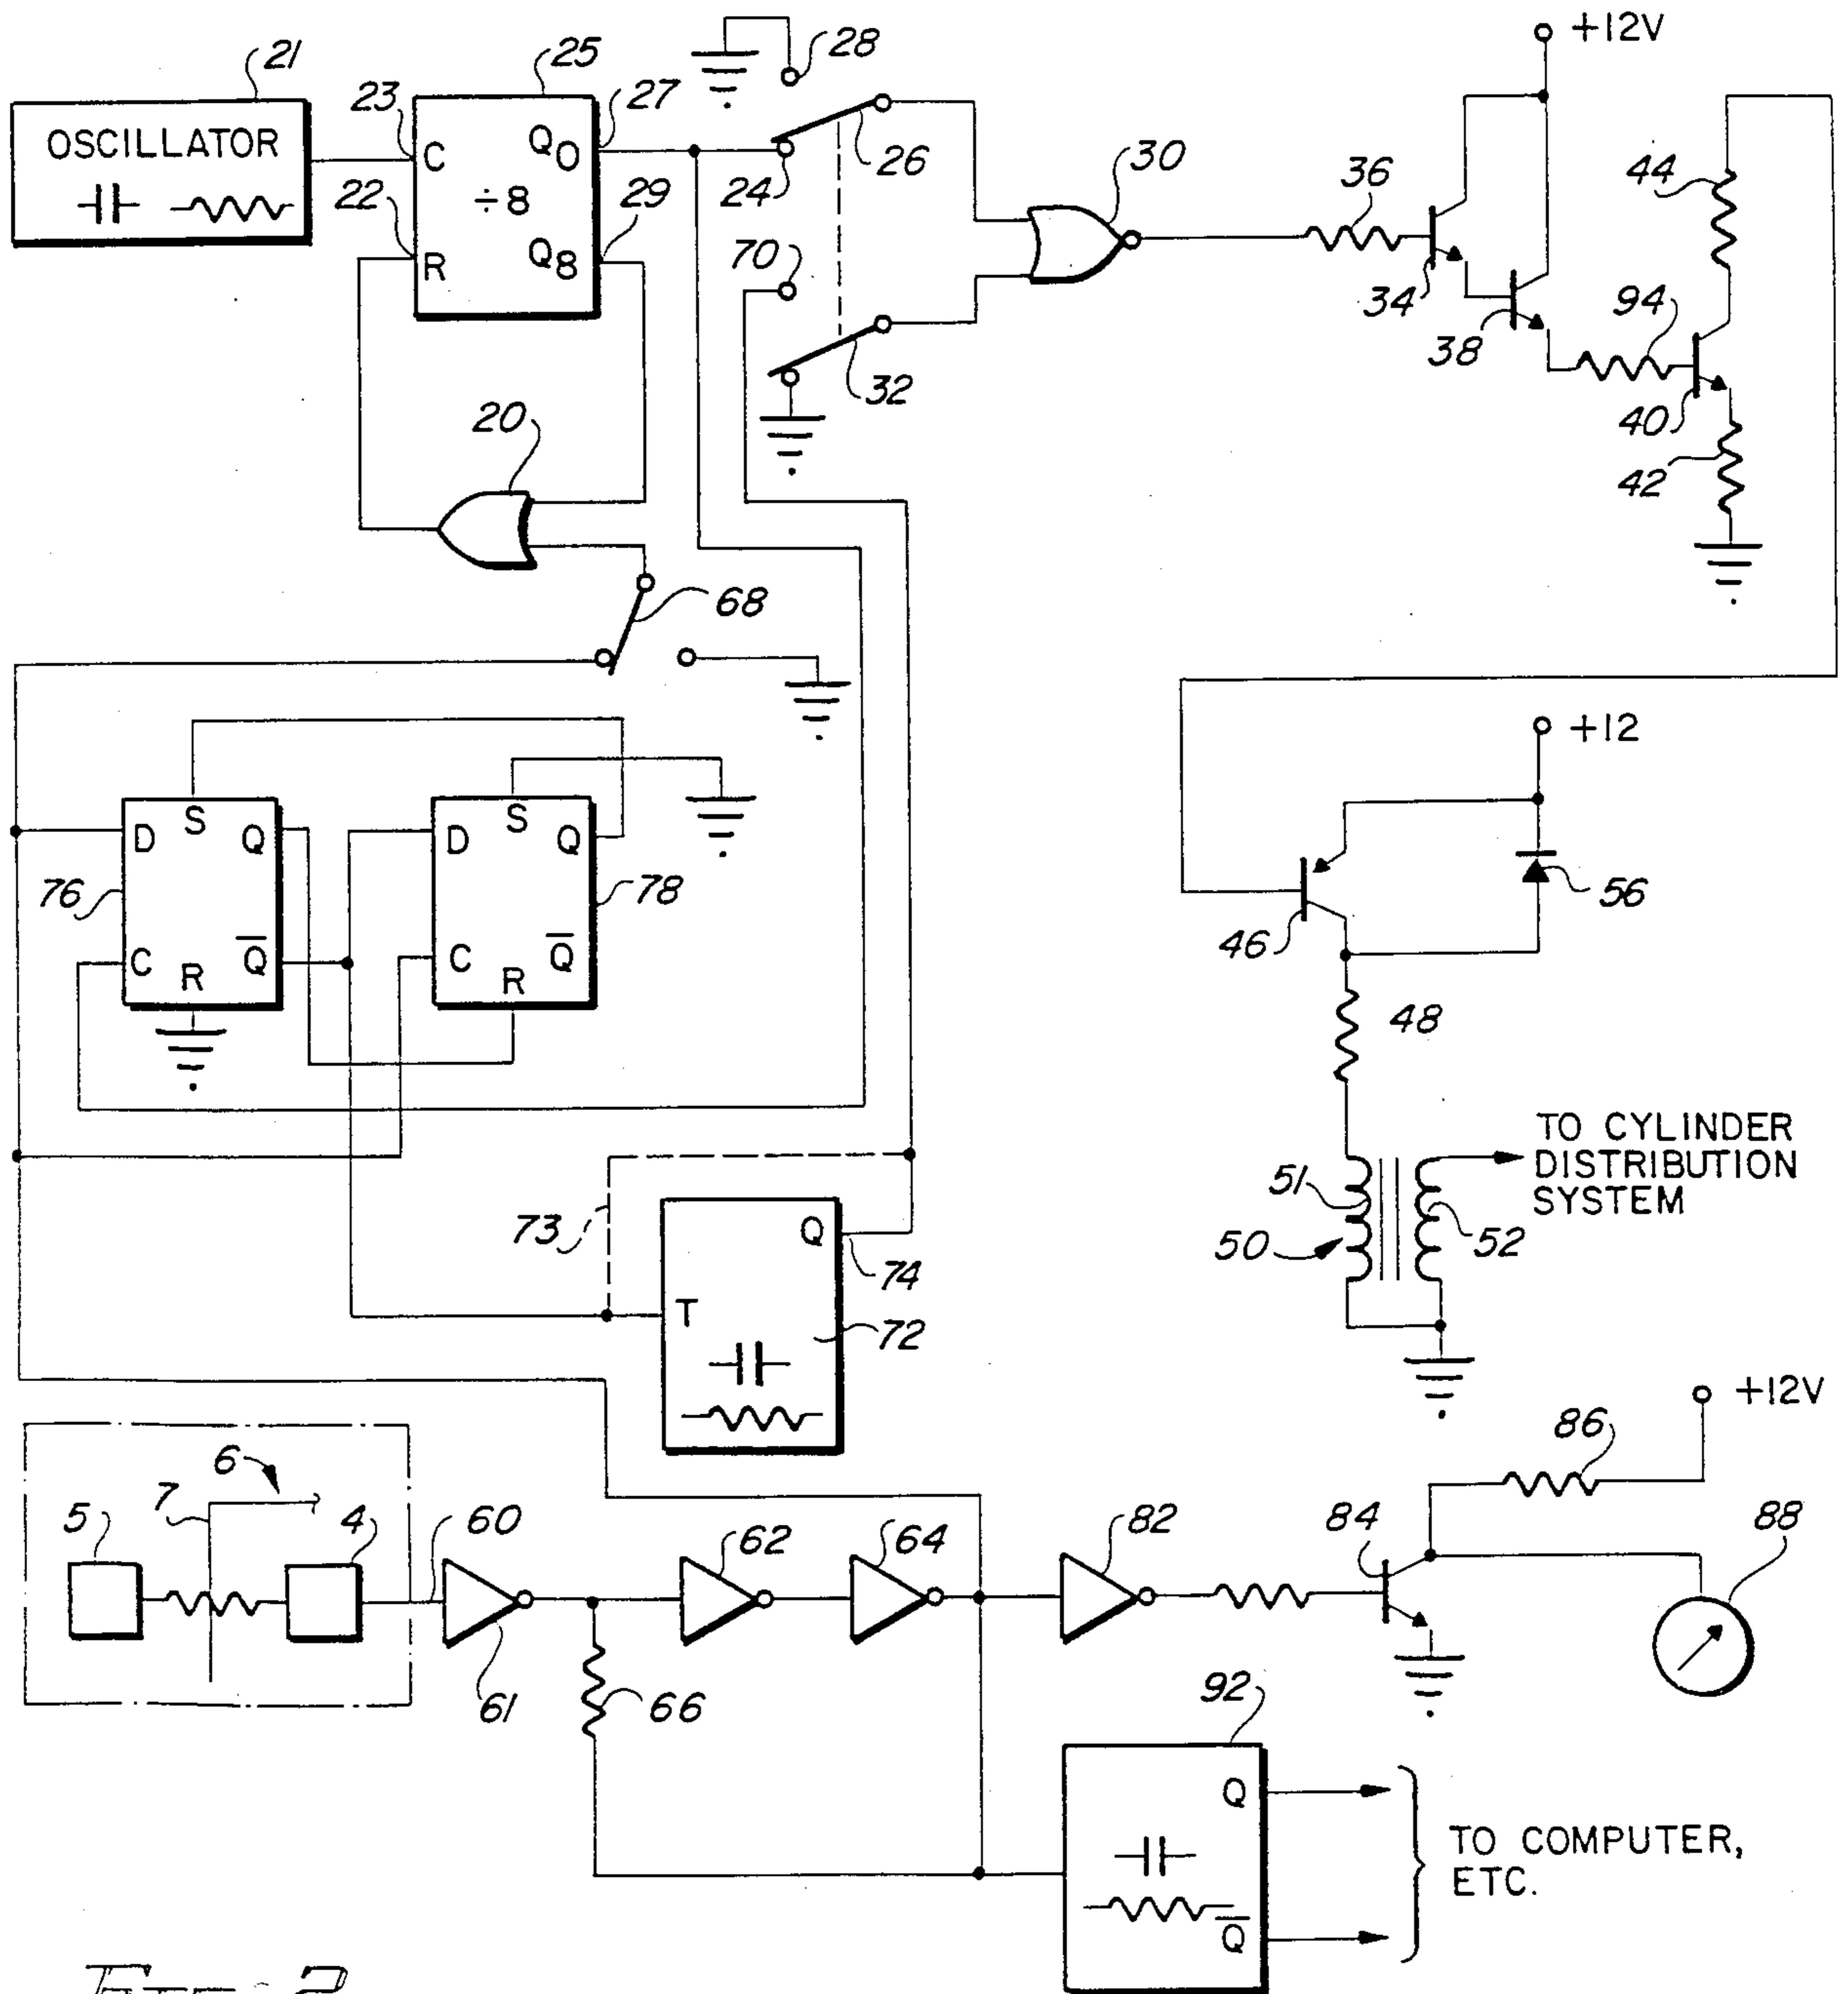 +12V
21
25
28
23
27
OSCILLATOR
C
Q0
24
26
30
36
44
22
÷8
29
R
Q8
70
34
94
38
32
20
40
42
68
+12
D
S
Q
D
S
Q
76
78
56
C
R
Q̅
C
R
Q̅
46
48
TO CYLINDER
DISTRIBUTION
SYSTEM
51
50
52
73
Q
74
T
72
+12V
86
6
7
5
4
60
62
64
82
84
88
61
66
92
Q
TO COMPUTER,
ETC.
Q̅
Fig. 2